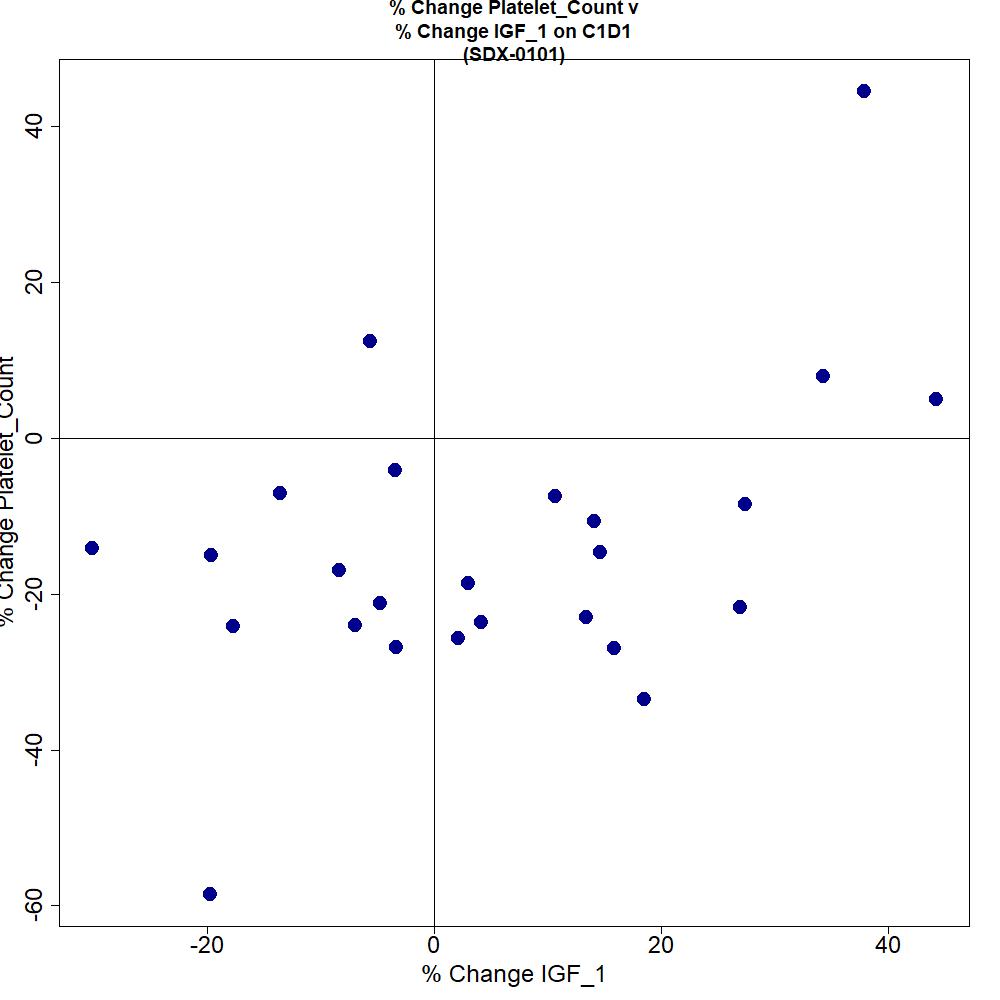 % Change Platelet_Count v
% Change IGF_1 on C1D1
(SDX-0101)
% Change Platelet_Count
40
20
0
-20
-40
-60
-20
0
20
40
% Change IGF_1